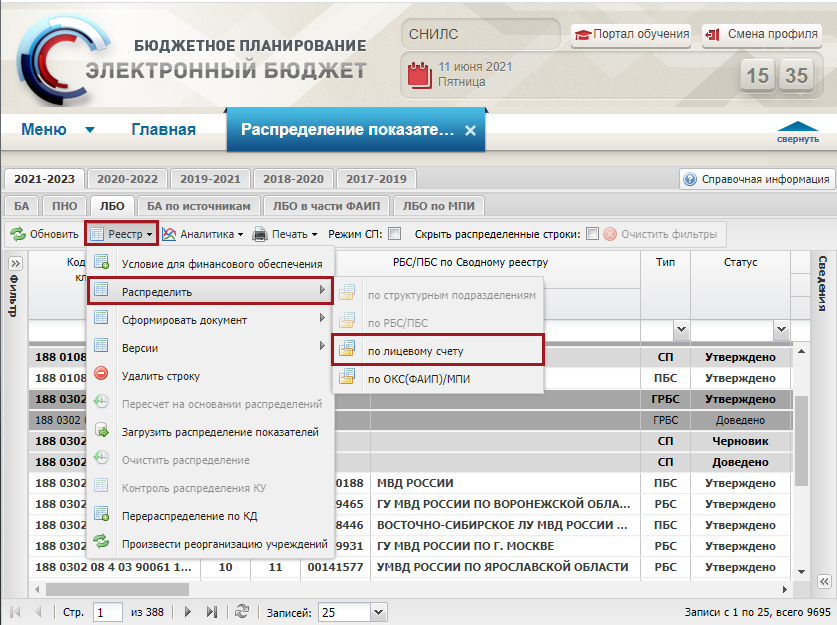 БЮДЖЕТНОЕ ПЛАНИРОВАНИЕ
ЭЛЕКТРОННЫЙ БЮДЖЕТ
СНИЛС
Портал обучения
Смена профиля
11 июня 2021
Пятница
15 35
Меню Главная Распределение показате...
свернуть
2021-2023 2020-2022 2019-2021 2018-2020 2017-2019
Справочная информация
БА ПНО ЛБО БА по источникам ЛБО в части ФАИП ЛБО по МПИ
Обновить Реестр Аналитика Печать Режим СП: Скрыть распределенные строки: Очистить фильтры
Фильтр
Код
кл
РБС/ПБС по Сводному реестру Тип Статус
Сведения
Условие для финансового обеспечения
Распределить
Сформировать документ
Версии
Удалить строку
Пересчет на основании распределений
Загрузить распределение показателей
Очистить распределение
Контроль распределения КУ
Перераспределение по КД
Произвести реорганизацию учреждений
по структурным подразделениям
по РБС/ПБС
по лицевому счету
по ОКС(ФАИП)/МПИ
188 0108 СП Утверждено
188 0108 ПБС Утверждено
188 0302 ГРБС Утверждено
188 0302 ГРБС Доведено
188 0302 СП Черновик
188 0302 СП Доведено
188 0302 0188 МВД РОССИИ ПБС Утверждено
188 0302 9465 ГУ МВД РОССИИ ПО ВОРОНЕЖСКОЙ ОБЛА... РБС Утверждено
188 0302 8446 ВОСТОЧНО-СИБИРСКОЕ ЛУ МВД РОССИИ ... ПБС Утверждено
188 0302 9931 ГУ МВД РОССИИ ПО Г. МОСКВЕ РБС Утверждено
188 0302 08 4 03 90061 1... 10 11 00141577 УМВД РОССИИ ПО ЯРОСЛАВСКОЙ ОБЛАСТИ РБС Утверждено
Стр. 1 из 388 Записей: 25 Записи с 1 по 25, всего 9695